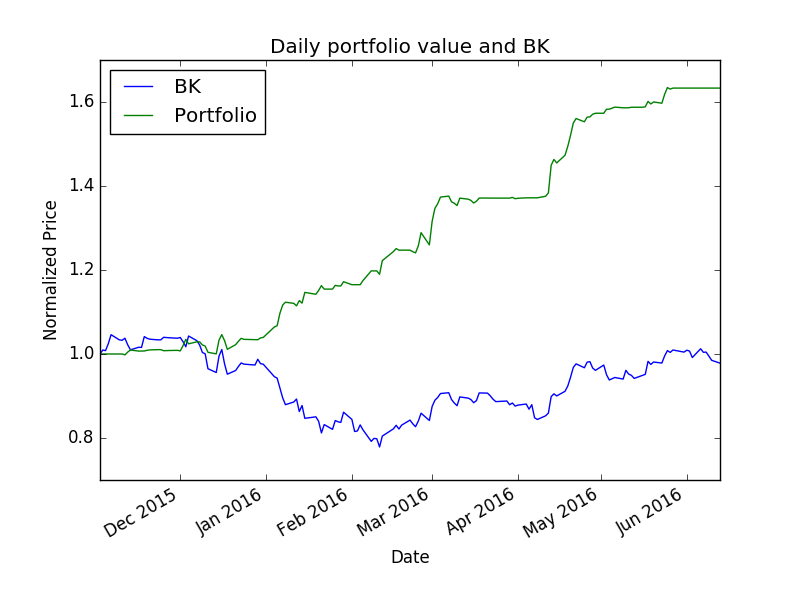 Daily portfolio value and BK
BK
Portfolio
1.6
1.4
1.2
1.0
0.8
Normalized Price
Dec 2015
Jan 2016
Feb 2016
Mar 2016
Apr 2016
May 2016
Jun 2016
Date